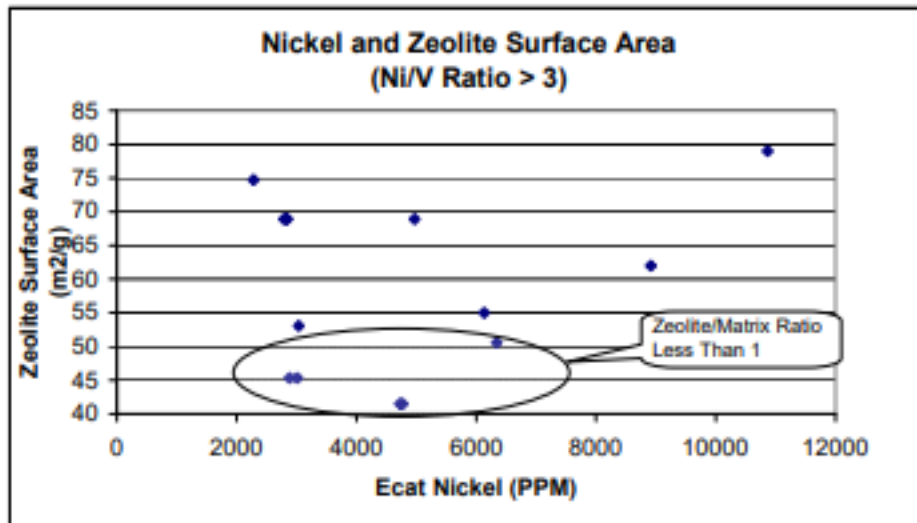 Nickel and Zeolite Surface Area
(Ni/V Ratio > 3)
Zeolite Surface Area
(m2/g)
85
80
75
70
65
60
55
50
45
40
Zeolite/Matrix Ratio
Less Than 1
0 2000 4000 6000 8000 10000 12000
Ecat Nickel (PPM)